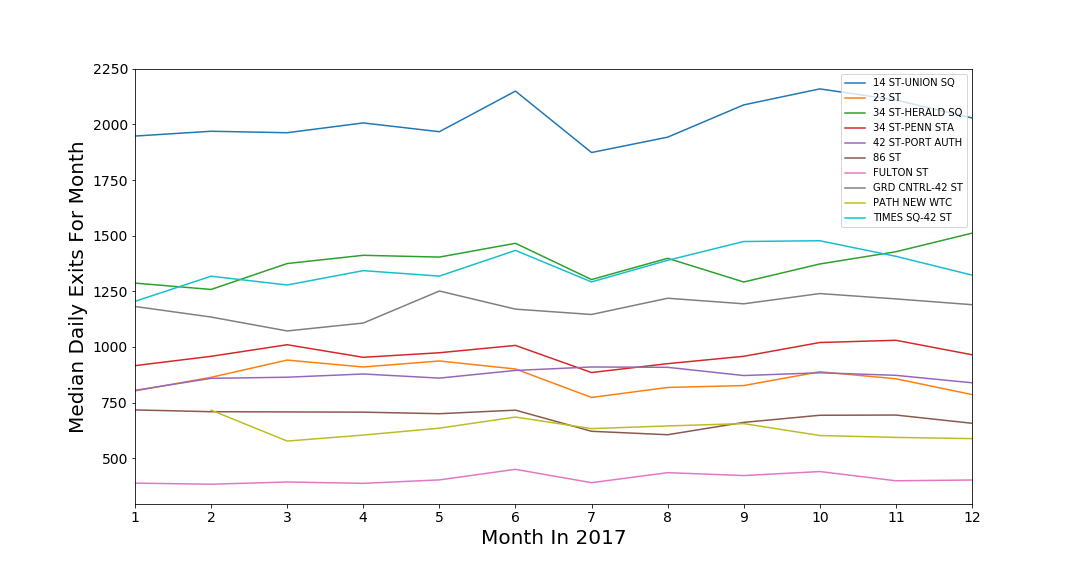 2250
2000
1750
1500
1250
1000
750
500
Median Daily Exits For Month
14 ST-UNION SQ
23 ST
34 ST-HERALD SQ
34 ST-PENN STA
42 ST-PORT AUTH
86 ST
FULTON ST
GRD CNTRL-42 ST
PATH NEW WTC
TIMES SQ-42 ST
1 2 3 4 5 6 7 8 9 10 11 12
Month In 2017